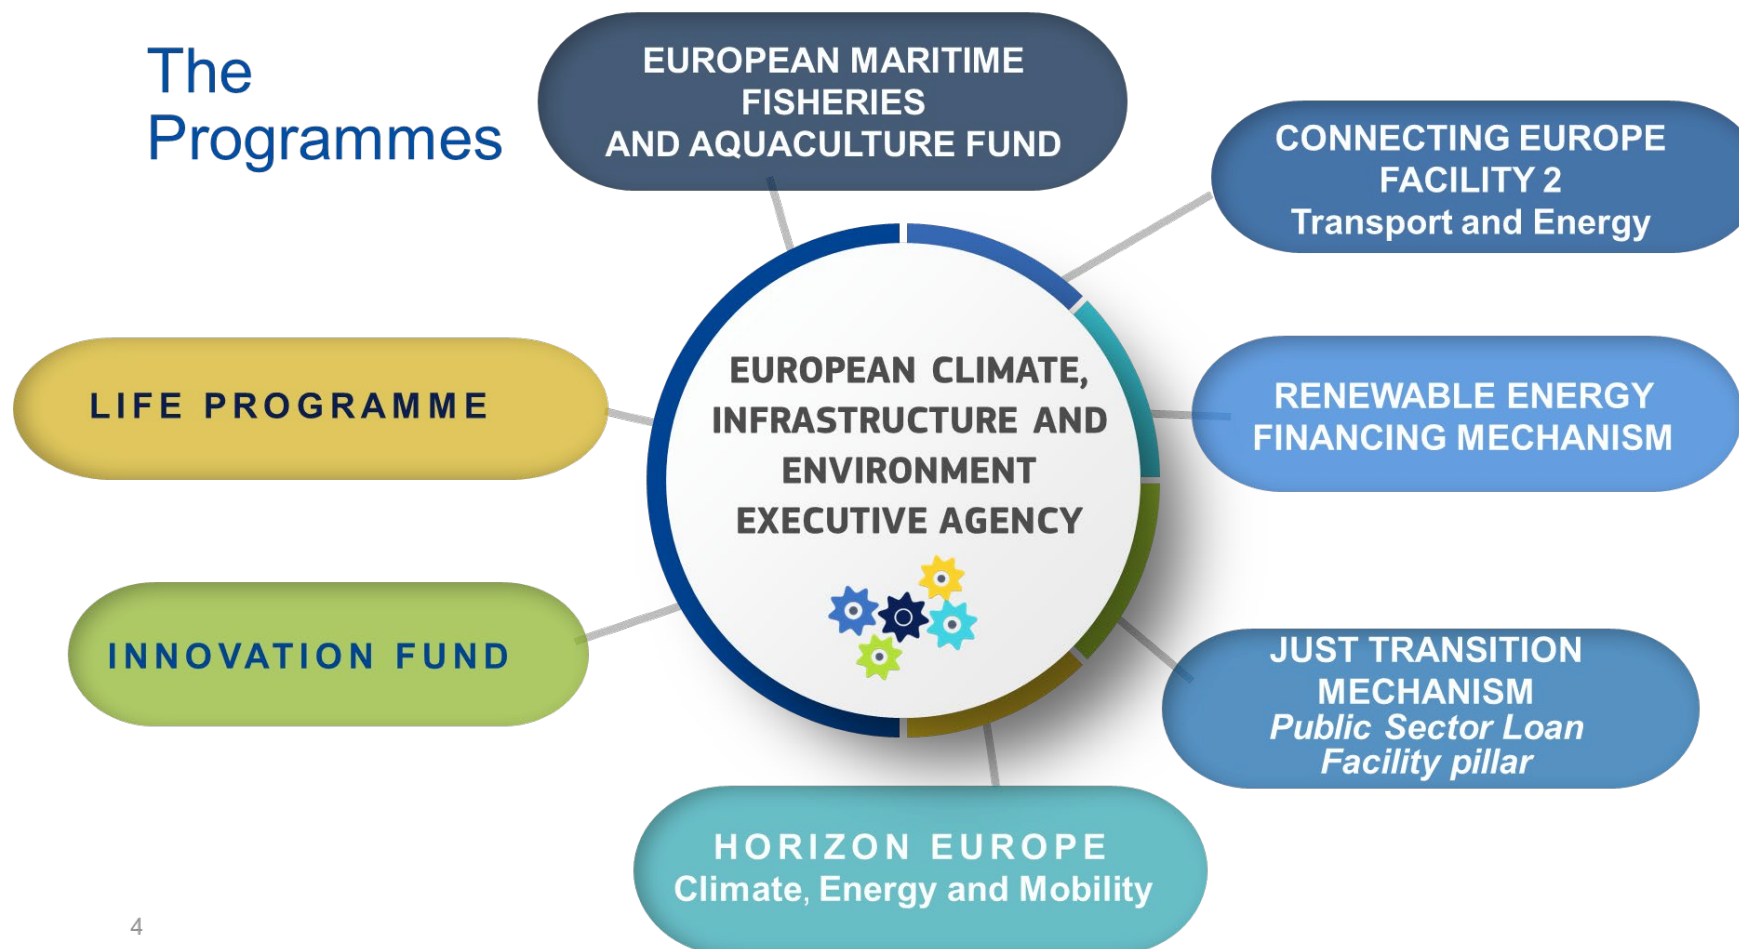 The
Programmes
EUROPEAN MARITIME
FISHERIES
AND AQUACULTURE FUND
CONNECTING EUROPE
FACILITY 2
Transport and Energy
LIFE PROGRAMME
EUROPEAN CLIMATE,
INFRASTRUCTURE AND
ENVIRONMENT
EXECUTIVE AGENCY
RENEWABLE ENERGY
FINANCING MECHANISM
INNOVATION FUND
JUST TRANSITION
MECHANISM
Public Sector Loan
Facility pillar
HORIZON EUROPE
Climate, Energy and Mobility
4